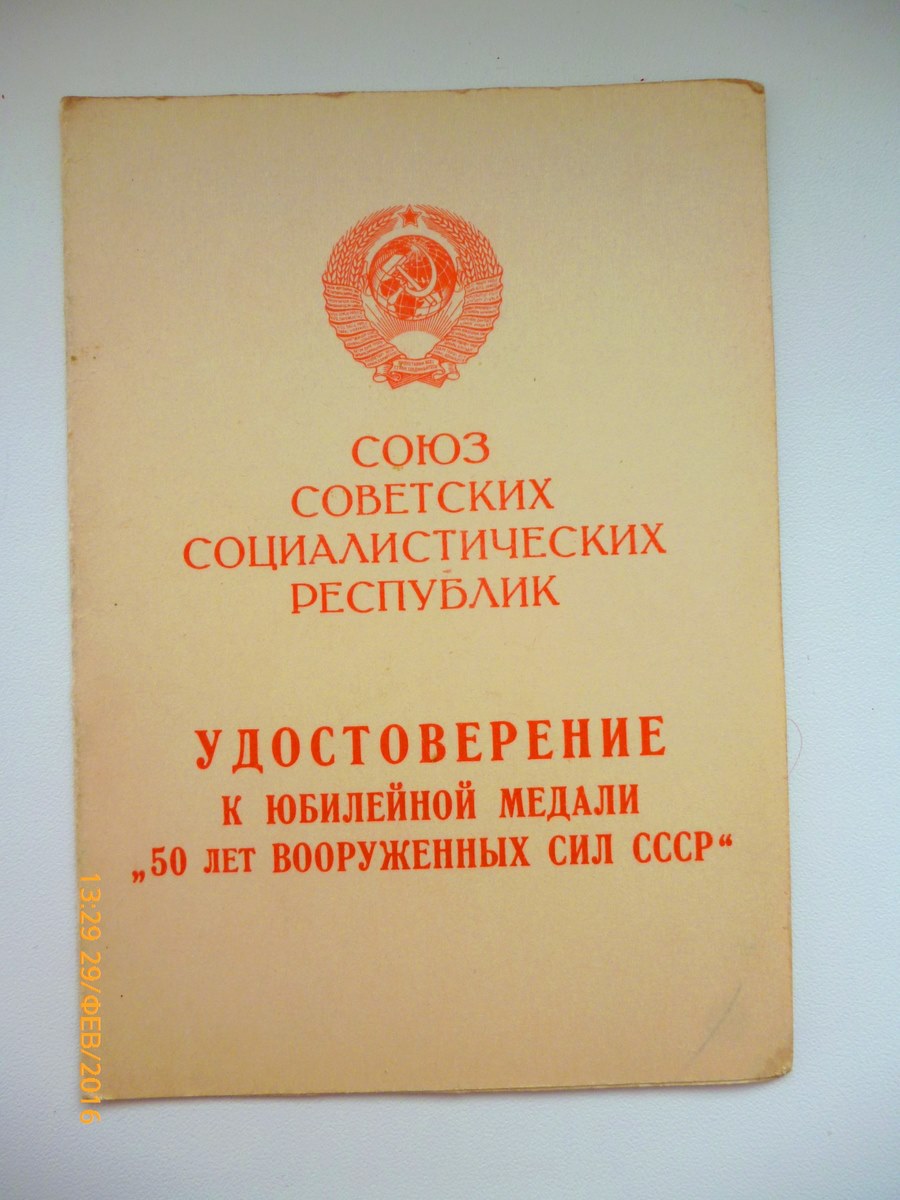 СОЮЗ
СОВЕТСКИХ
СОЦИАЛИСТИЧЕСКИХ
РЕСПУБЛИК
УДОСТОВЕРЕНИЕ
К ЮБИЛЕЙНОЙ МЕДАЛИ
„50 ЛЕТ ВООРУЖЕННЫХ СИЛ СССР“
13:29 29/ФЕВ/2016